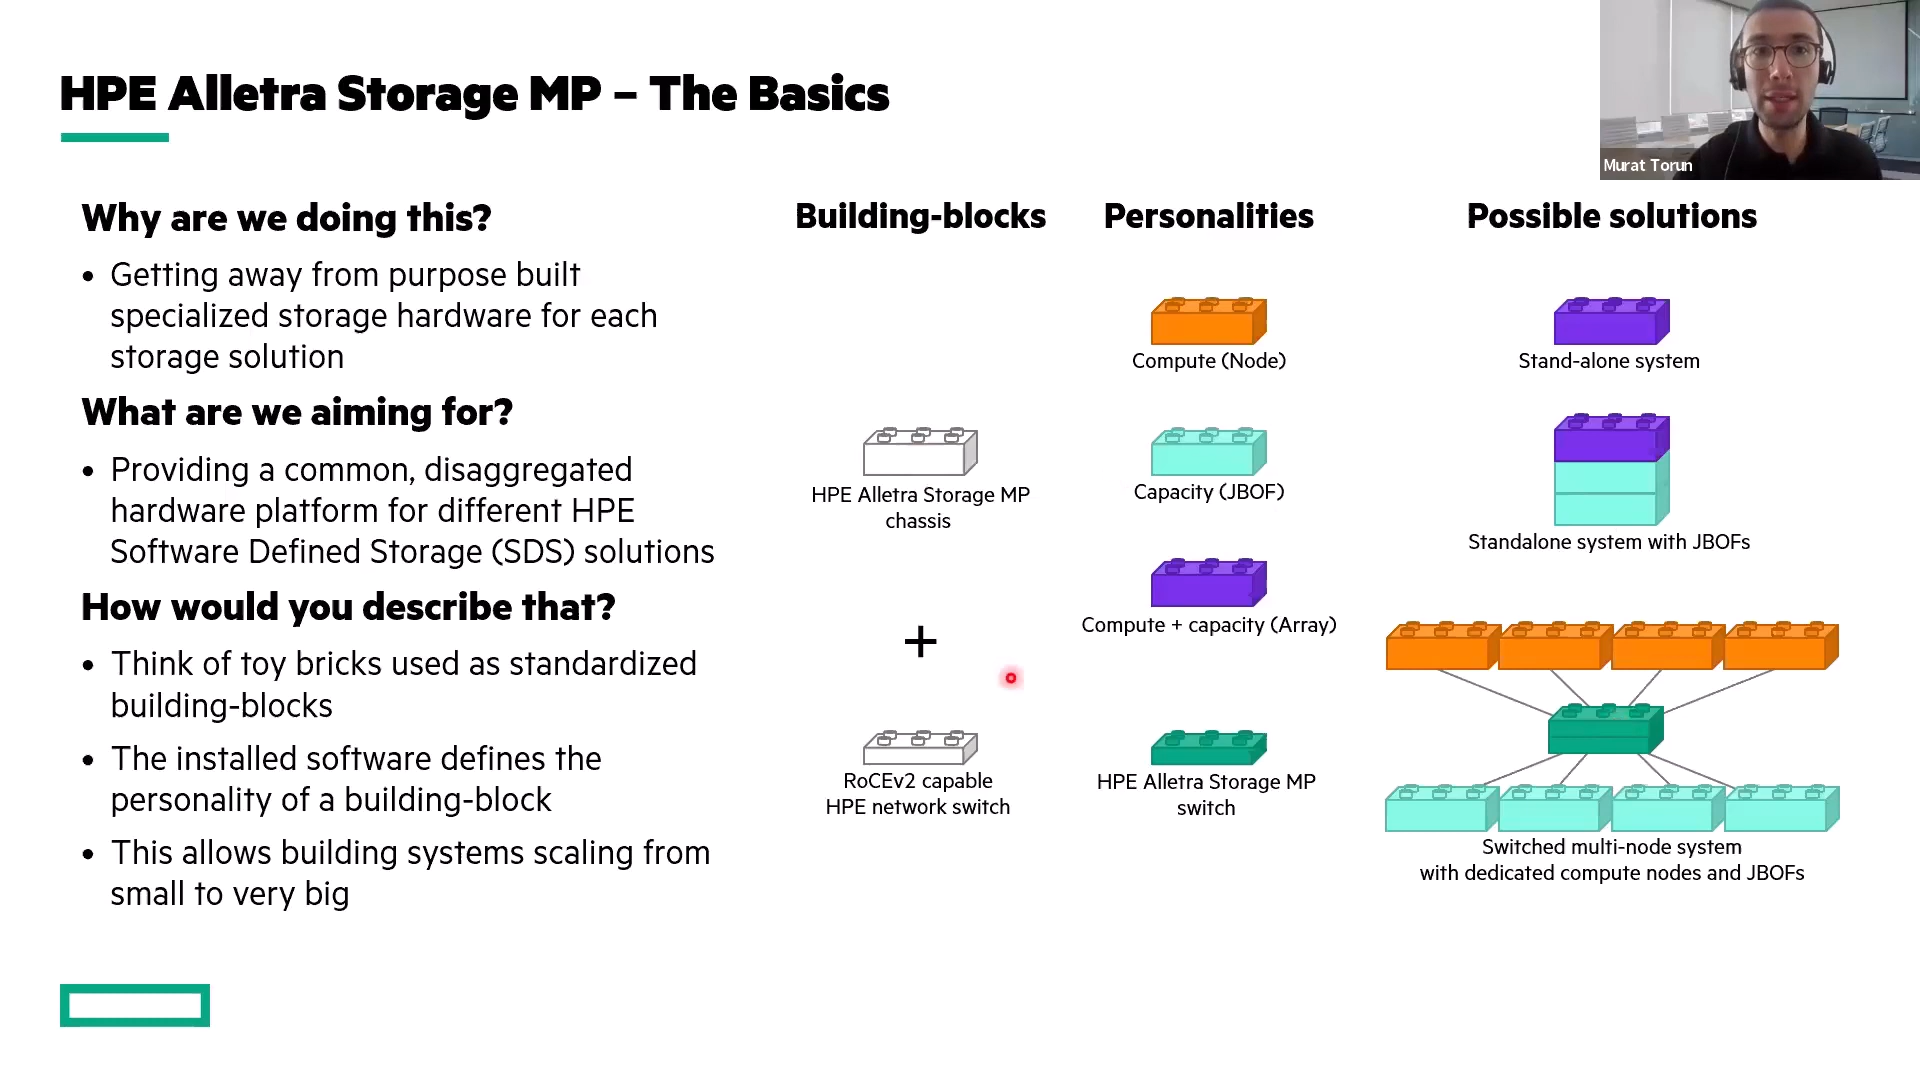 HPE Alletra Storage MP – The Basics
Murat Torun
Why are we doing this?
• Getting away from purpose built
specialized storage hardware for each
storage solution
What are we aiming for?
• Providing a common, disaggregated
hardware platform for different HPE
Software Defined Storage (SDS) solutions
How would you describe that?
• Think of toy bricks used as standardized
building-blocks
• The installed software defines the
personality of a building-block
• This allows building systems scaling from
small to very big
Building-blocks
HPE Alletra Storage MP
chassis
+
RoCEv2 capable
HPE network switch
Personalities
Compute (Node)
Capacity (JBOF)
Compute + capacity (Array)
HPE Alletra Storage MP
switch
Possible solutions
Stand-alone system
Standalone system with JBOFs
Switched multi-node system
with dedicated compute nodes and JBOFs